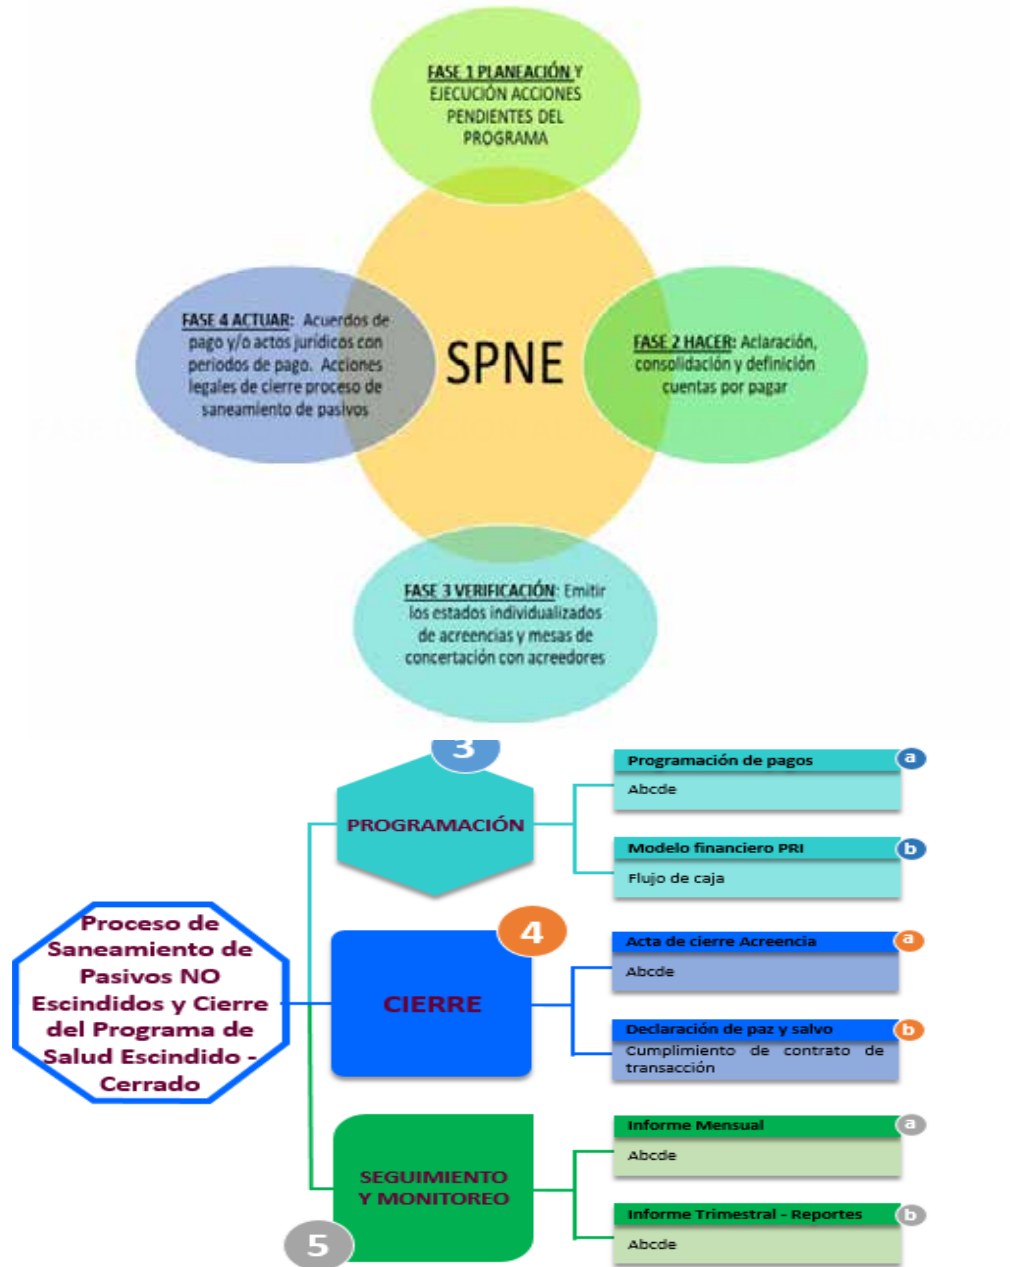 FASE 1 PLANEACIÓN Y
EJECUCIÓN ACCIONES
PENDIENTES DEL
PROGRAMA
FASE 4 ACTUAR: Acuerdos de
pago y/o actos jurídicos con
periodos de pago. Acciones
legales de cierre proceso de
saneamiento de pasivos
SPNE
FASE 2 HACER: Aclaración,
consolidación y definición
cuentas por pagar
FASE 3 VERIFICACIÓN: Emitir
los estados individualizados
de acreencias y mesas de
concertación con acreedores
3
PROGRAMACIÓN
Programación de pagos
a
Abcde
Modelo financiero PRI
b
Flujo de caja
Proceso de
Saneamiento de
Pasivos NO
Escindidos y Cierre
del Programa de
Salud Escindido -
Cerrado
4
CIERRE
Acta de cierre Acreencia
a
Abcde
Declaración de paz y salvo
b
Cumplimiento de contrato de
transacción
SEGUIMIENTO
Y MONITOREO
5
Informe Mensual
a
Abcde
Informe Trimestral - Reportes
b
Abcde